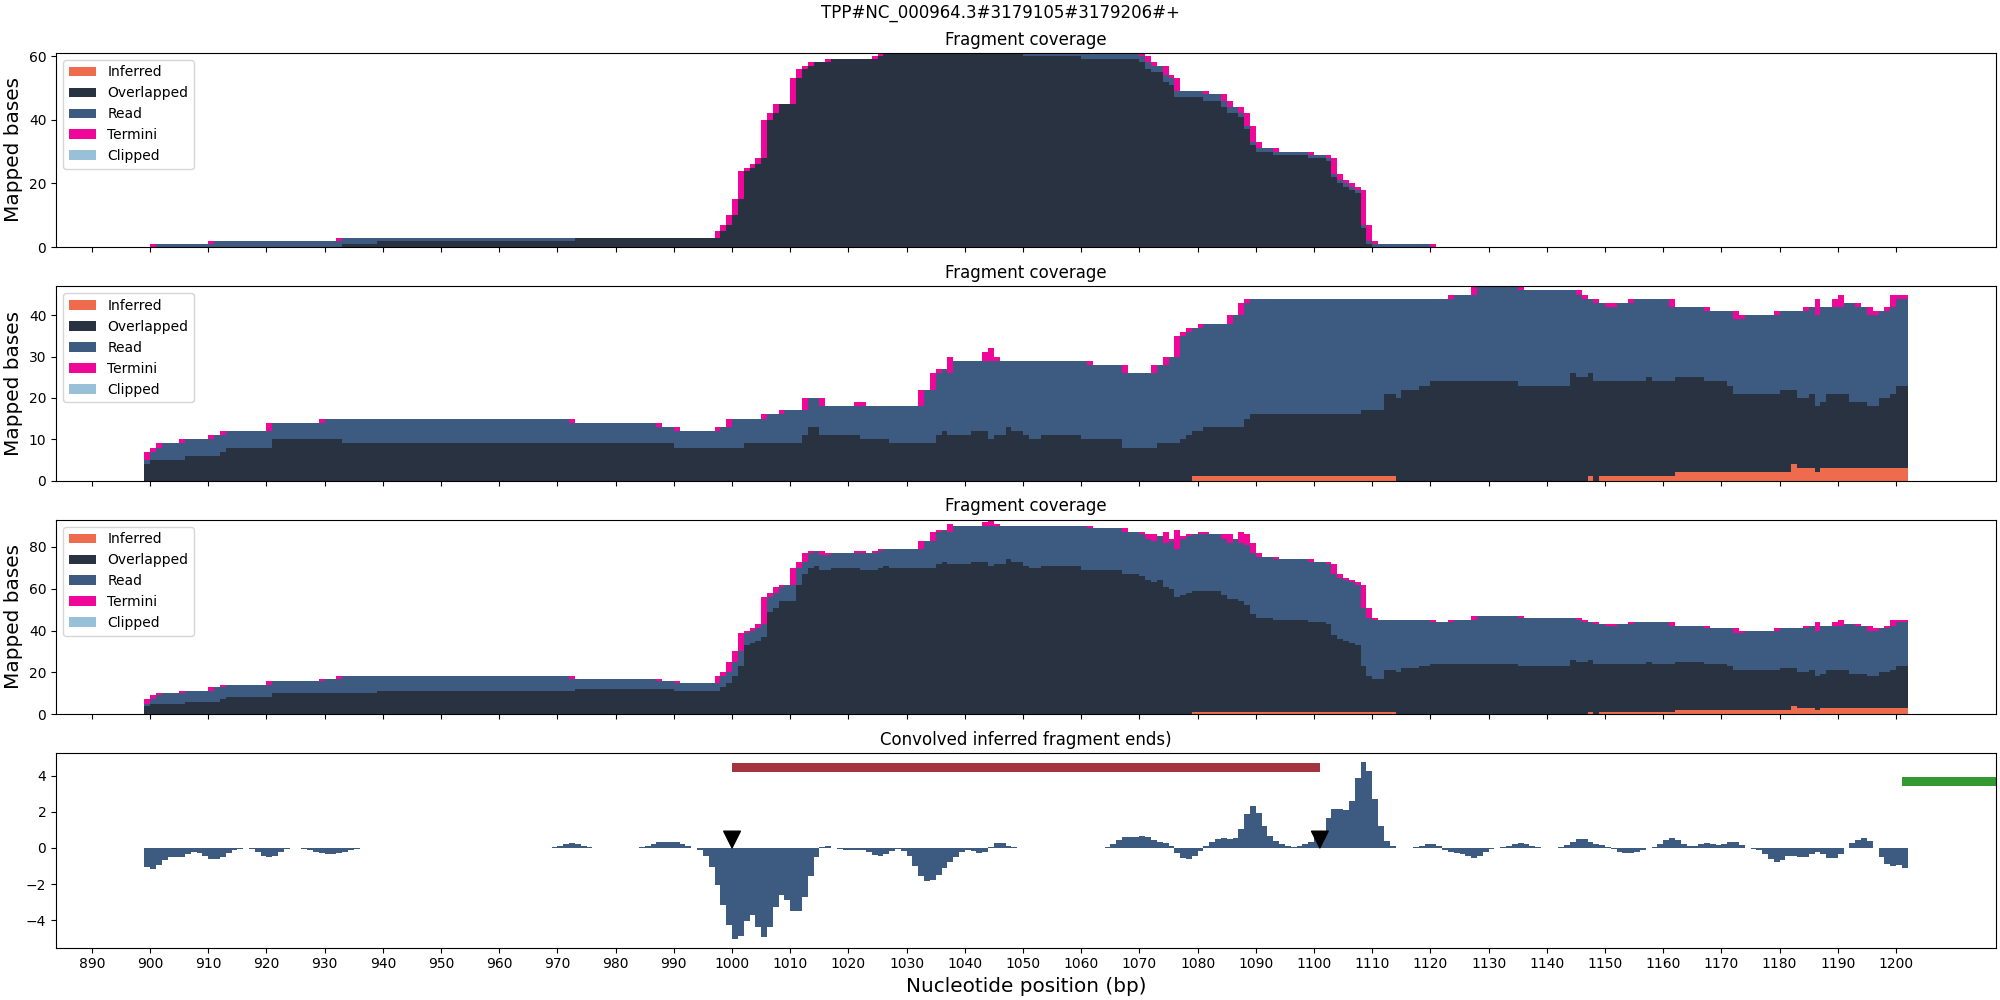 TPP#NC_000964.3#3179105#3179206#+
Fragment coverage
Mapped bases
60
40
20
0
Inferred
Overlapped
Read
Termini
Clipped
Fragment coverage
Mapped bases
40
30
20
10
0
Inferred
Overlapped
Read
Termini
Clipped
Fragment coverage
Mapped bases
80
60
40
20
0
Inferred
Overlapped
Read
Termini
Clipped
Convolved inferred fragment ends)
4
2
0
−2
−4
890 900 910 920 930 940 950 960 970 980 990 1000 1010 1020 1030 1040 1050 1060 1070 1080 1090 1100 1110 1120 1130 1140 1150 1160 1170 1180 1190 1200
Nucleotide position (bp)